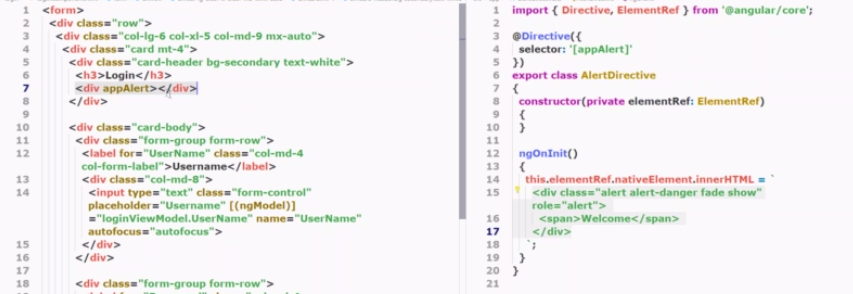 1 <form>
2 <div class="row">
3 <div class="col-lg-6 col-xl-5 col-md-9 mx-auto">
4 <div class="card mt-4">
5 <div class="card-header bg-secondary text-white">
6 <h3>Login</h3>
7 <div appAlert></div>
8 </div>
9
10 <div class="card-body">
11 <div class="form-group form-row">
12 <label for="UserName" class="col-md-4
col-form-label">Username</label>
13 <div class="col-md-8">
14 <input type="text" class="form-control"
placeholder="Username" [(ngModel)]
="loginViewModel.UserName" name="UserName"
autofocus="autofocus">
15 </div>
16 </div>
17
18 <div class="form-group form-row">
1 import { Directive, ElementRef } from '@angular/core';
2
3 @Directive({
4 selector: '[appAlert]'
5 })
6 export class AlertDirective
7 {
8 constructor(private elementRef: ElementRef)
9 {
10 }
11
12 ngOnInit()
13 {
14 this.elementRef.nativeElement.innerHTML = `
15 <div class="alert alert-danger fade show"
role="alert">
16 <span>Welcome</span>
17 </div>
18 `;
19 }
20 }
21